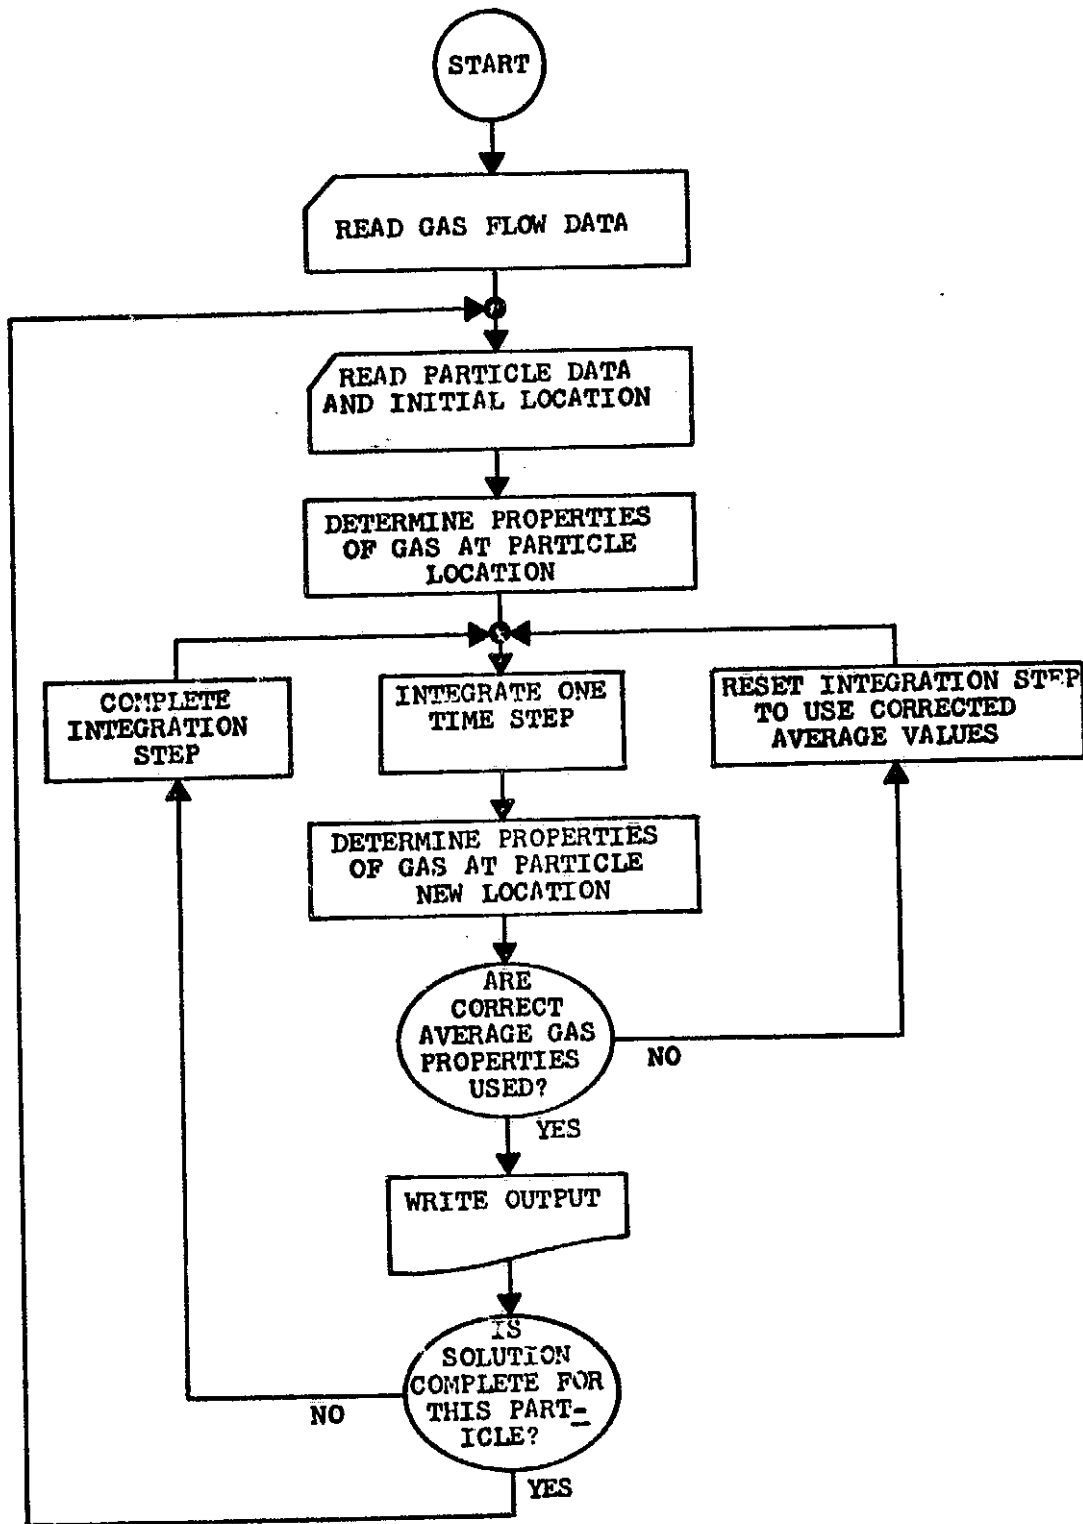 START
READ GAS FLOW DATA
READ PARTICLE DATA
AND INITIAL LOCATION
DETERMINE PROPERTIES
OF GAS AT PARTICLE
LOCATION
COMPLETE
INTEGRATION
STEP
INTEGRATE ONE
TIME STEP
RESET INTEGRATION STEP
TO USE CORRECTED
AVERAGE VALUES
DETERMINE PROPERTIES
OF GAS AT PARTICLE
NEW LOCATION
ARE
CORRECT
AVERAGE GAS
PROPERTIES
USED?
NO
YES
WRITE OUTPUT
IS
SOLUTION
COMPLETE FOR
THIS PART-
ICLE?
NO
YES